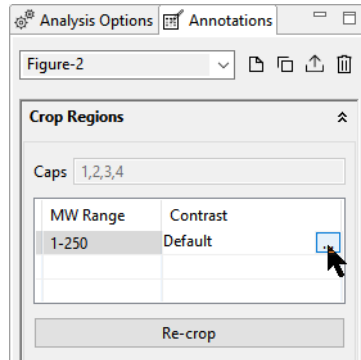 Analysis Options Annotations
Figure-2
Crop Regions
Caps 1,2,3,4
MW Range Contrast
1-250 Default ...
Re-crop